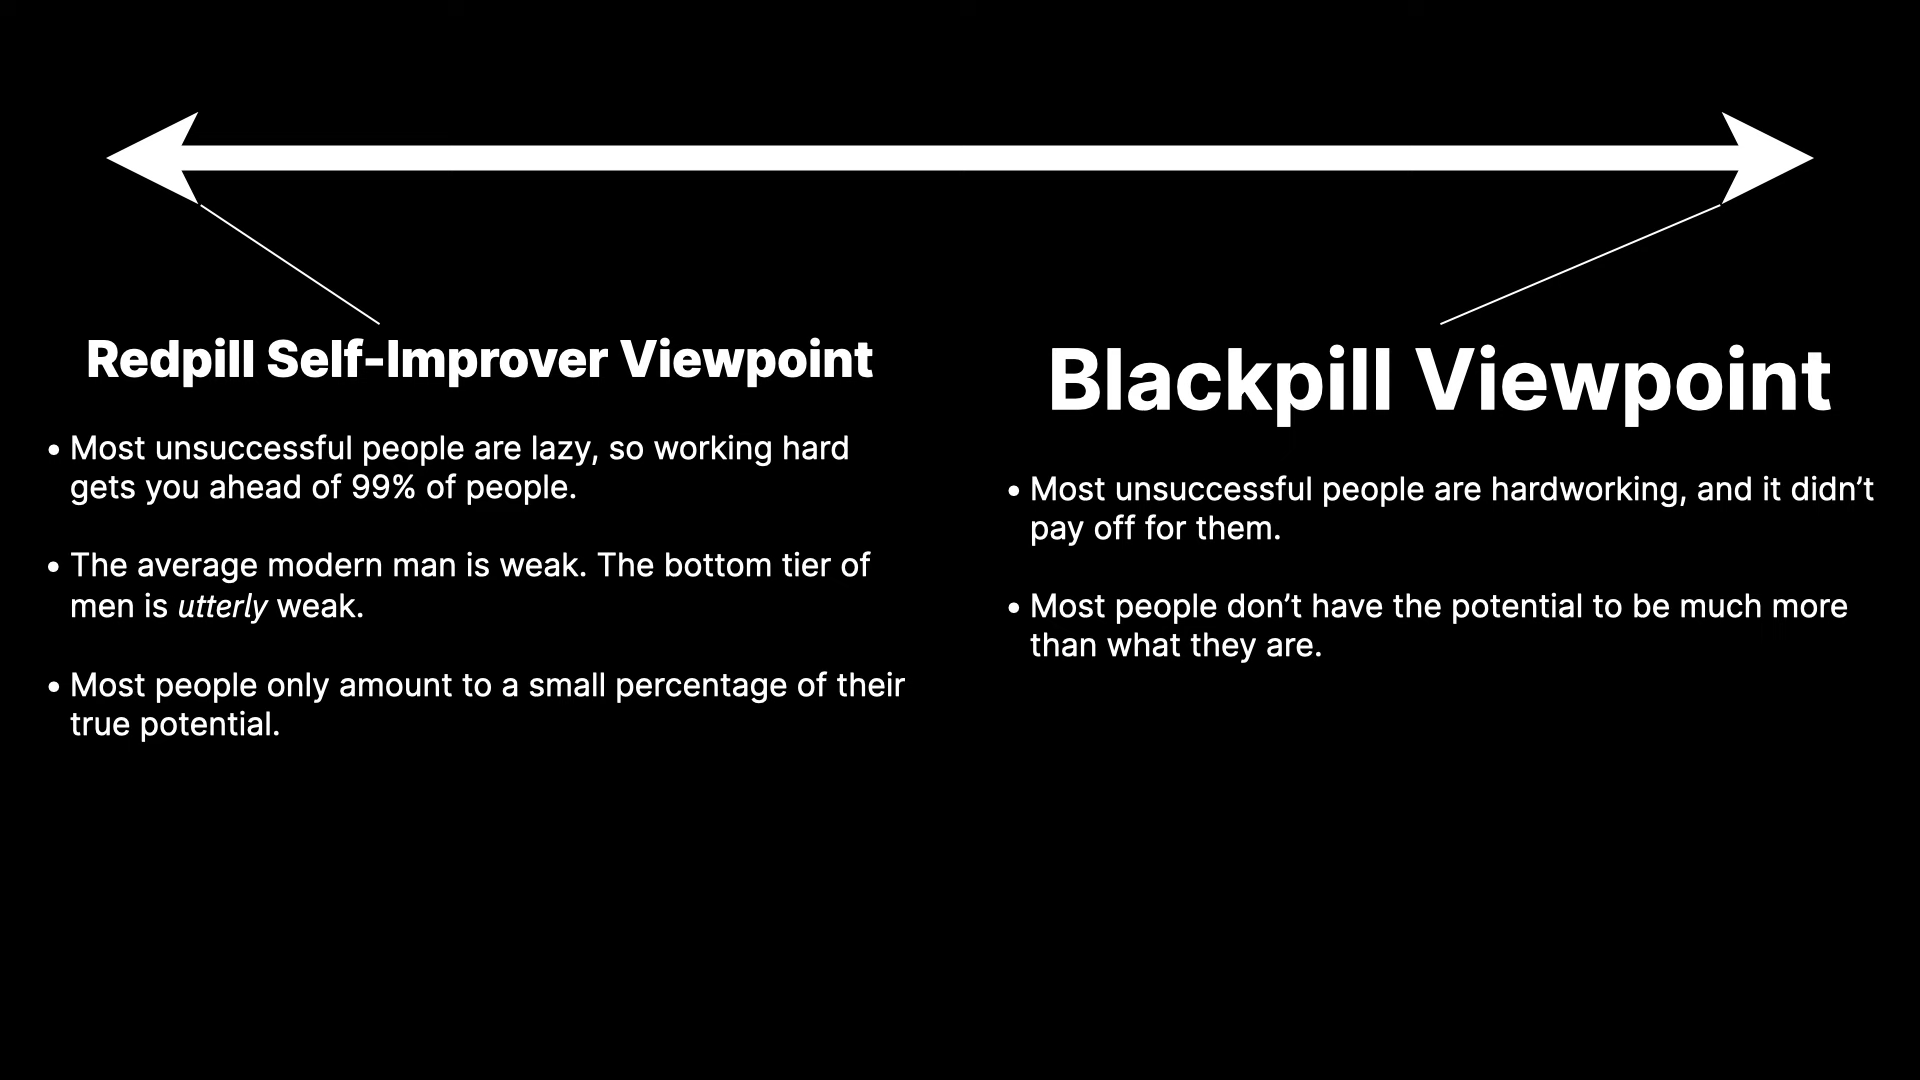 Redpill Self-Improver Viewpoint
• Most unsuccessful people are lazy, so working hard
gets you ahead of 99% of people.
• The average modern man is weak. The bottom tier of
men is utterly weak.
• Most people only amount to a small percentage of their
true potential.
Blackpill Viewpoint
• Most unsuccessful people are hardworking, and it didn’t
pay off for them.
• Most people don’t have the potential to be much more
than what they are.